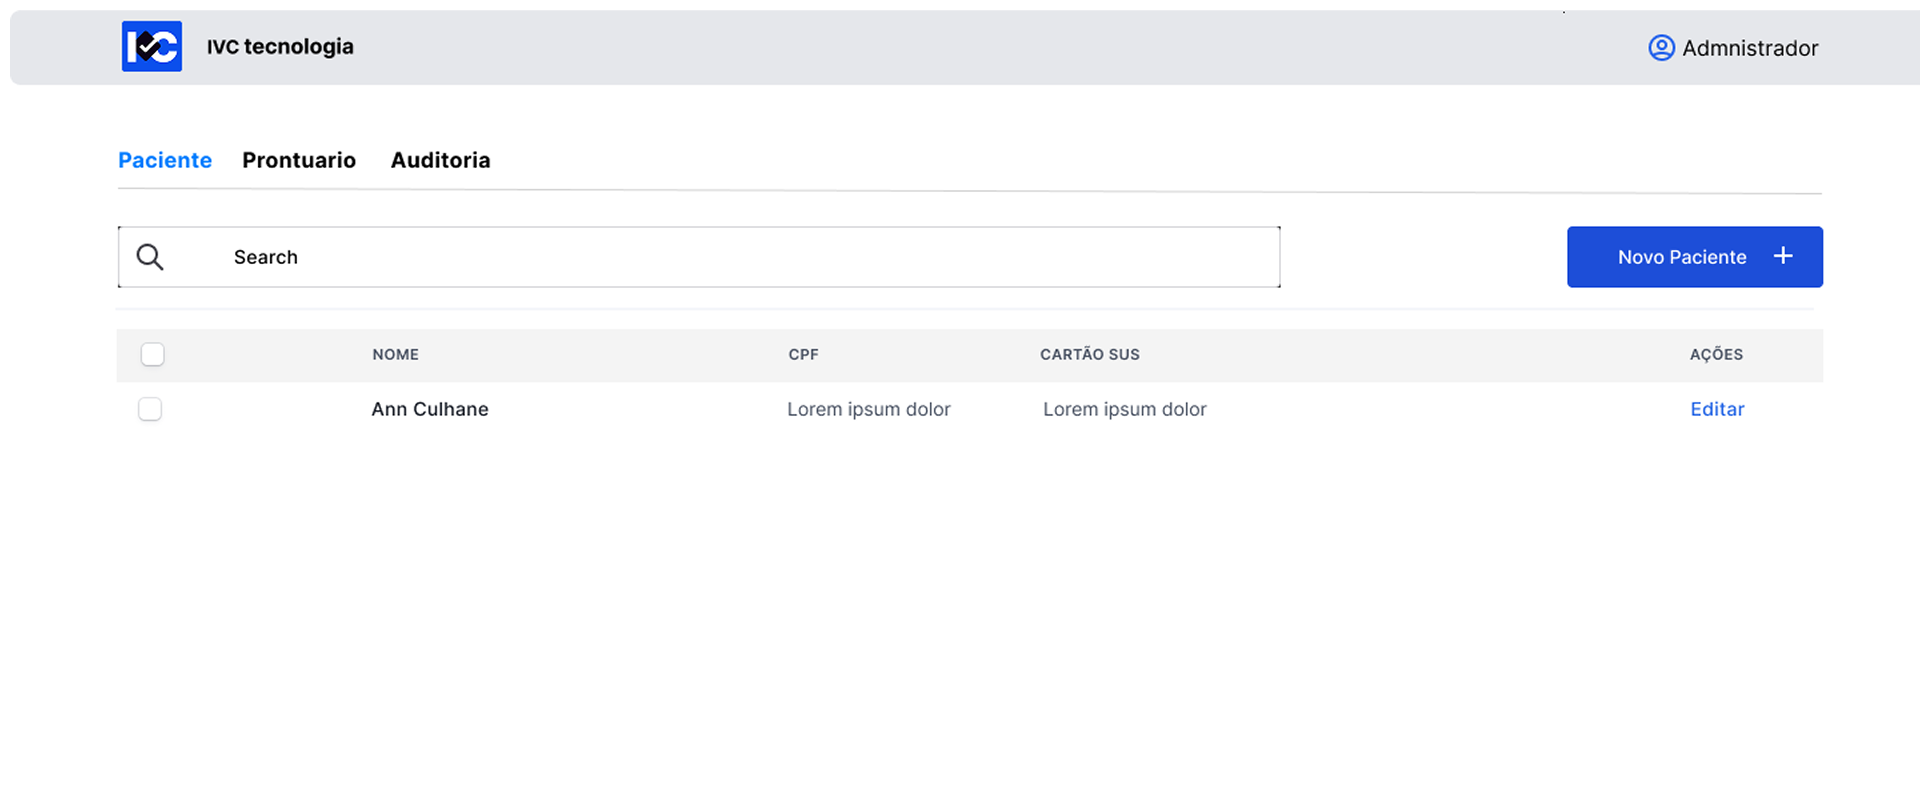 IVC IVC tecnologia Admnistrador
Paciente Prontuario Auditoria
Search Novo Paciente +
NOME CPF CARTÃO SUS AÇÕES
Ann Culhane Lorem ipsum dolor Lorem ipsum dolor Editar